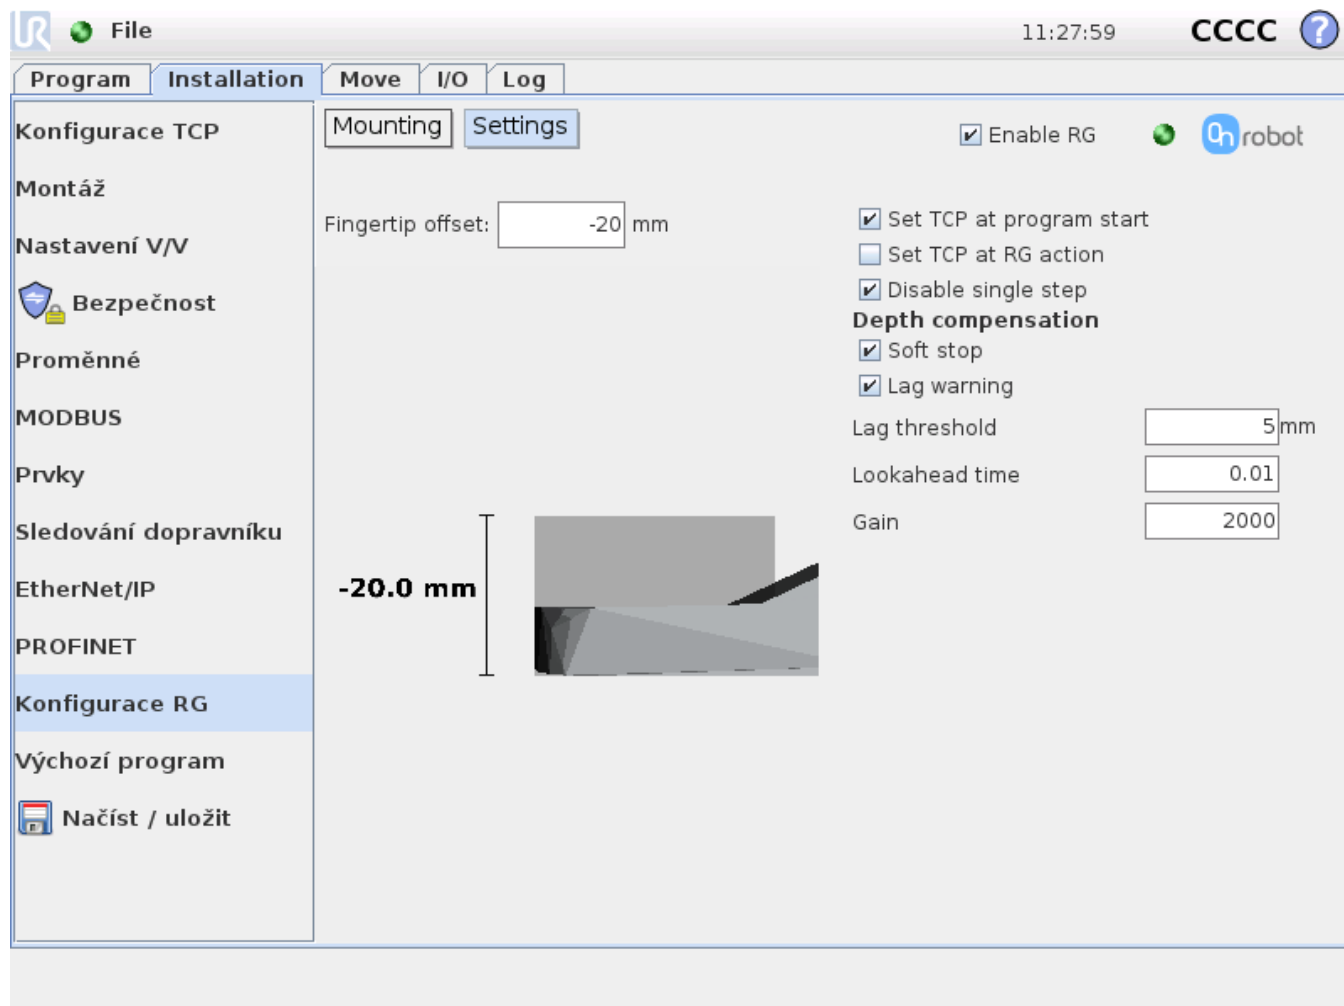 UR File 11:27:59 CCCC ?
Program Installation Move I/O Log
Konfigurace TCP
Montáž
Nastavení V/V
Bezpečnost
Proměnné
MODBUS
Prvky
Sledování dopravníku
EtherNet/IP
PROFINET
Konfigurace RG
Výchozí program
Načíst / uložit
Mounting Settings
Enable RG
On robot
Fingertip offset: -20 mm
-20.0 mm
Set TCP at program start
Set TCP at RG action
Disable single step
Depth compensation
Soft stop
Lag warning
Lag threshold 5 mm
Lookahead time 0.01
Gain 2000